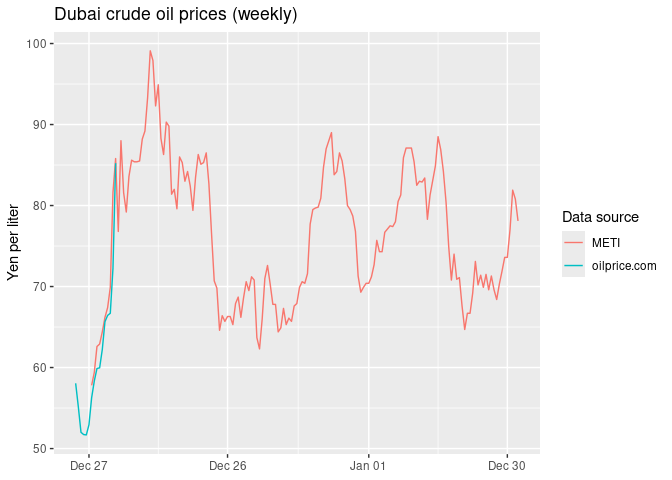 Dubai crude oil prices (weekly)
100
90
80
70
60
50
Yen per liter
Dec 27
Dec 26
Jan 01
Dec 30
Data source
METI
oilprice.com